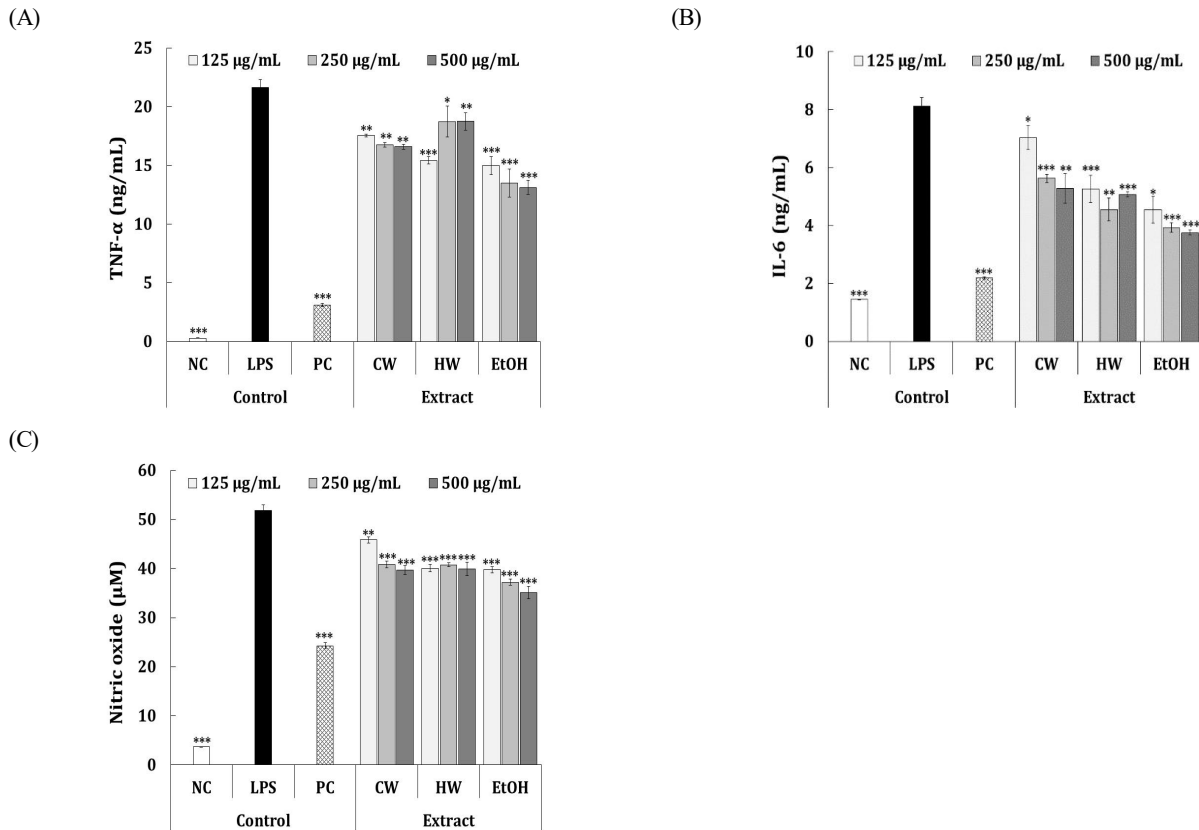 (A)
TNF-α (ng/mL)
25
20
15
10
5
0
125 µg/mL 250 µg/mL 500 µg/mL
***
***
** ** **
*** * **
*** *** ***
NC LPS PC CW HW EtOH
Control Extract
(B)
IL-6 (ng/mL)
10
8
6
4
2
0
125 µg/mL 250 µg/mL 500 µg/mL
***
***
* *** **
*** ** ***
* *** ***
NC LPS PC CW HW EtOH
Control Extract
(C)
Nitric oxide (µM)
60
50
40
30
20
10
0
125 µg/mL 250 µg/mL 500 µg/mL
***
***
** *** ***
*** *** ***
*** *** ***
NC LPS PC CW HW EtOH
Control Extract